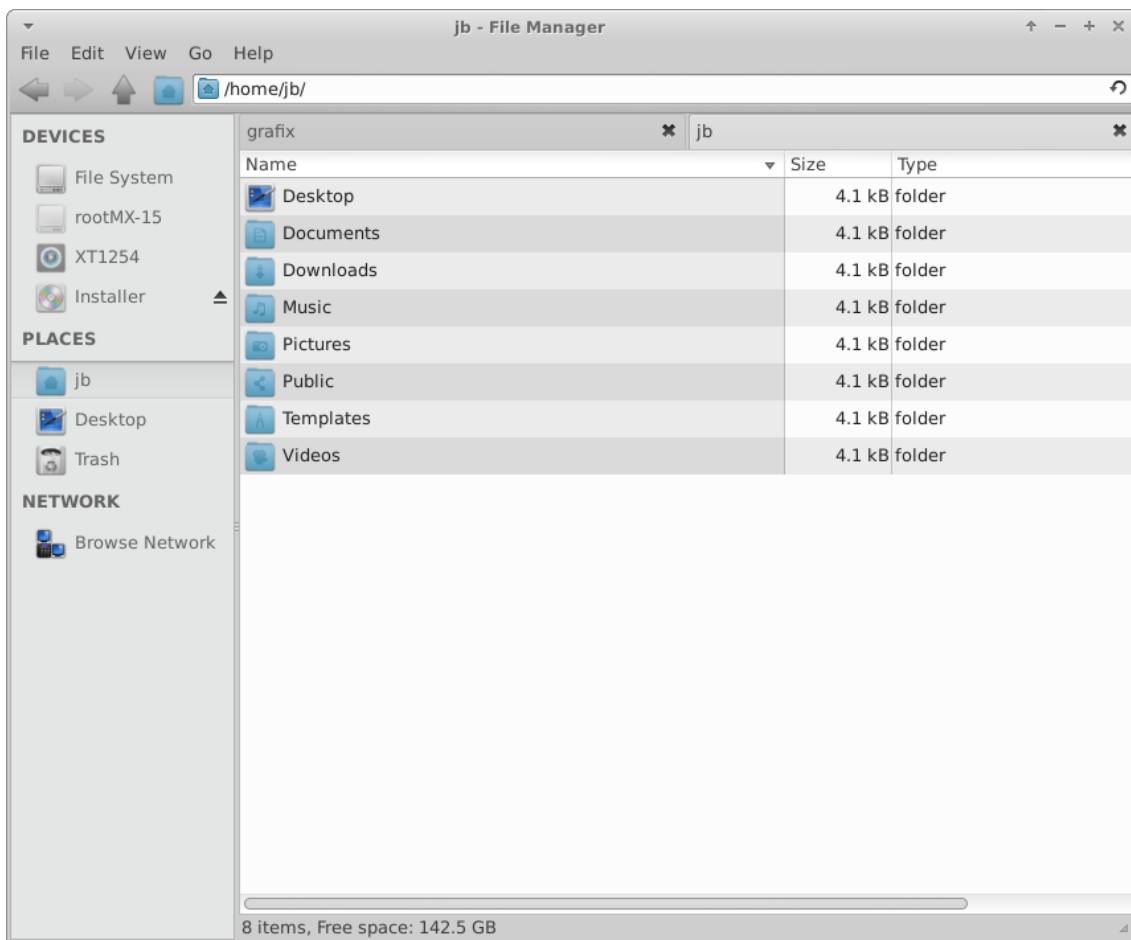 jb - File Manager
File Edit View Go Help
/home/jb/
DEVICES
File System
rootMX-15
XT1254
Installer
PLACES
jb
Desktop
Trash
NETWORK
Browse Network
grafix jb
Name Size Type
Desktop 4.1 kB folder
Documents 4.1 kB folder
Downloads 4.1 kB folder
Music 4.1 kB folder
Pictures 4.1 kB folder
Public 4.1 kB folder
Templates 4.1 kB folder
Videos 4.1 kB folder
8 items, Free space: 142.5 GB